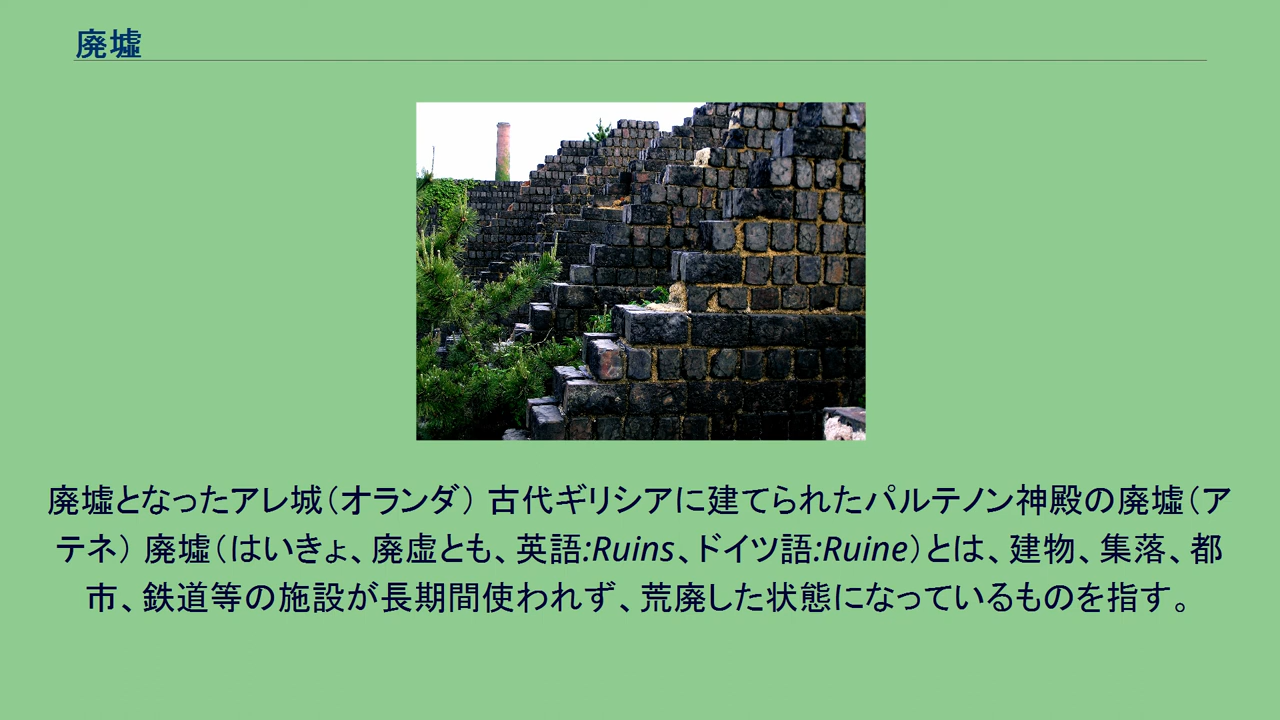 廃墟
廃墟となったアレ城（オランダ） 古代ギリシアに建てられたパルテノン神殿の廃墟（ア
テネ） 廃墟（はいきょ、廃虚とも、英語:Ruins、ドイツ語:Ruine）とは、建物、集落、都
市、鉄道等の施設が長期間使われず、荒廃した状態になっているものを指す。